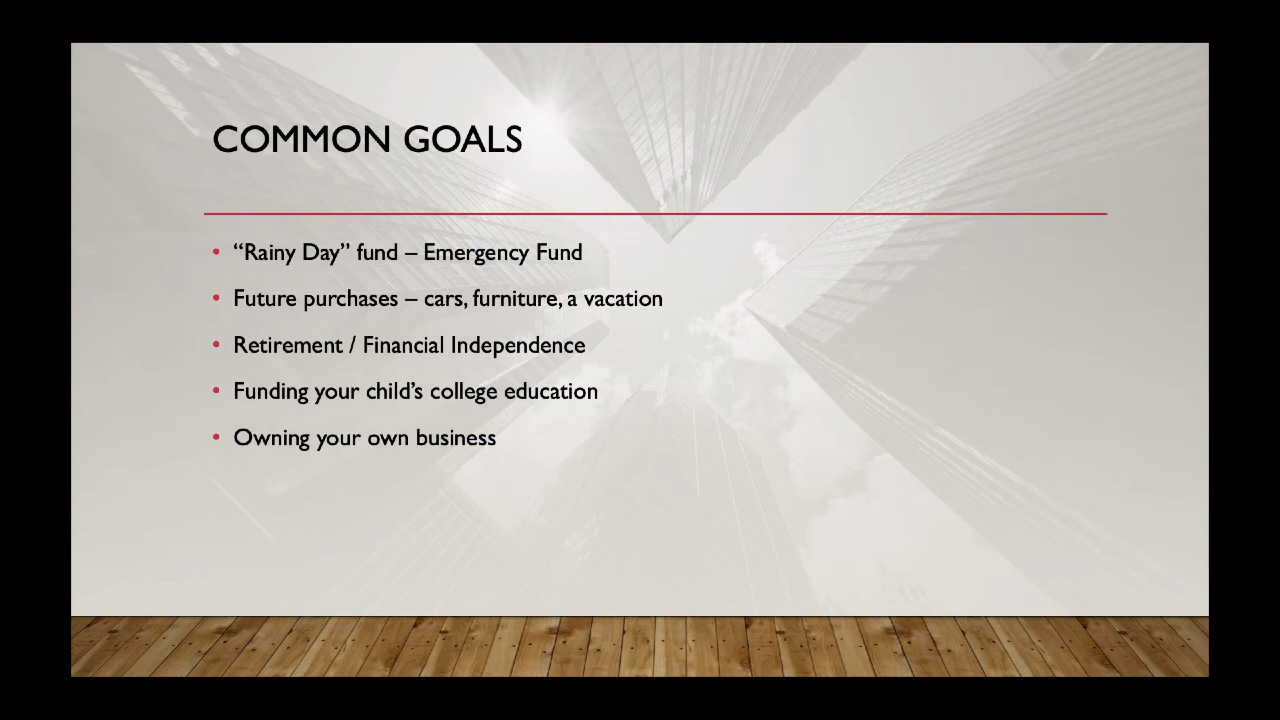 COMMON GOALS
• “Rainy Day” fund – Emergency Fund
• Future purchases – cars, furniture, a vacation
• Retirement / Financial Independence
• Funding your child’s college education
• Owning your own business